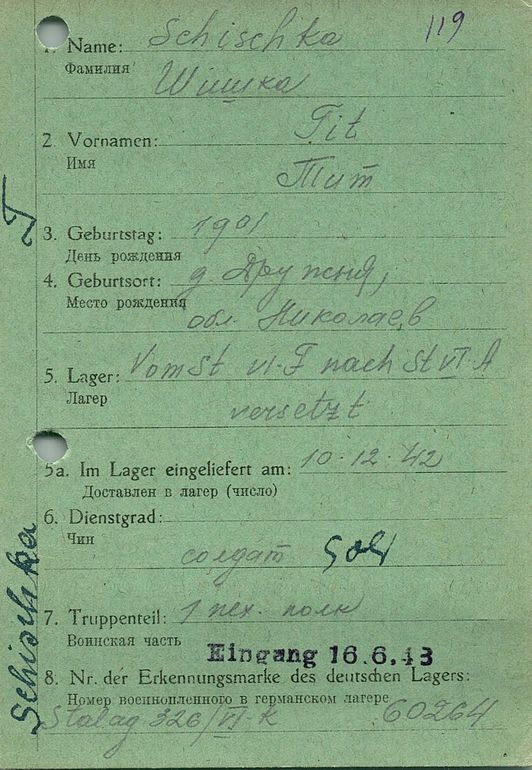 119
1. Name: Schischka
Фамилия Шишка
2. Vornamen: Tit
Имя Тит
3. Geburtstag: 1901
День рождения
4. Geburtsort: д. Дружня,
Место рождения обл. Николаев
5. Lager: Vom St VI-F nach St VI A
Лагер versetzt
5a. Im Lager eingeliefert am: 10.12.42
Доставлен в лагер (число)
6. Dienstgrad:
Чин солдат Sol
7. Truppenteil: 1 пех. полк
Воинская часть
Eingang 16.6.43
8. Nr. der Erkennungsmarke des deutschen Lagers:
Номер военнопленного в германском лагере
Stalag 326/VI-K 60264
Schischka T